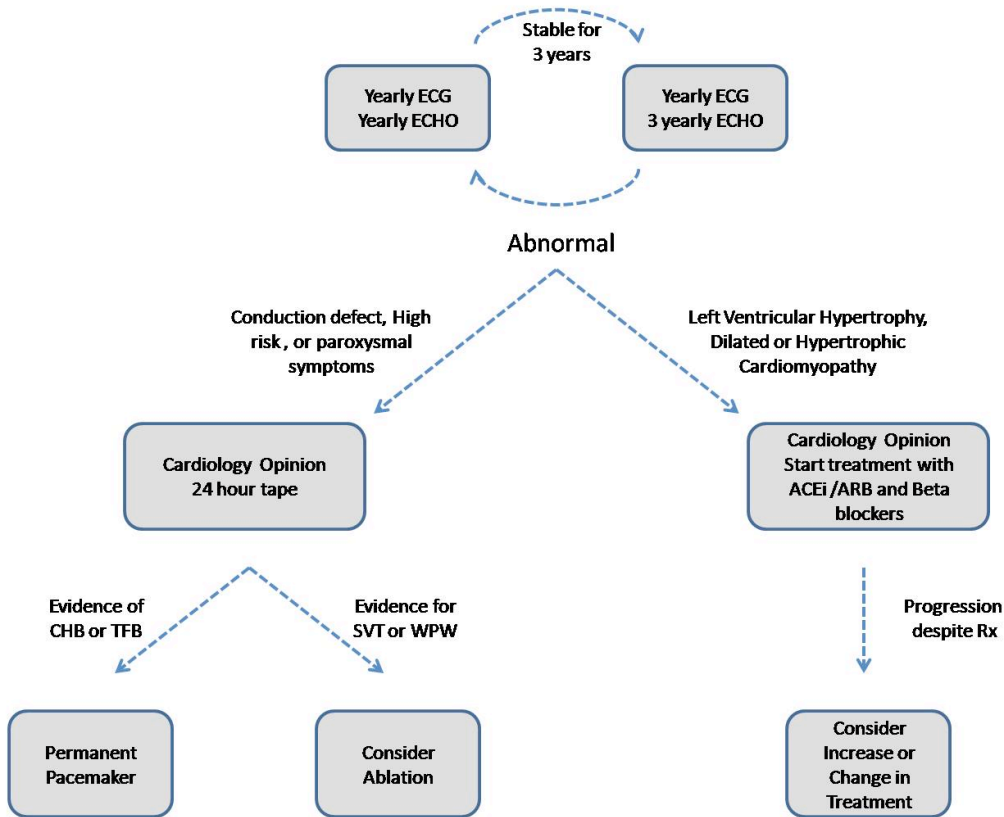 Stable for
3 years
Yearly ECG
Yearly ECHO
Yearly ECG
3 yearly ECHO
Abnormal
Conduction defect, High
risk , or paroxysmal
symptoms
Left Ventricular Hypertrophy,
Dilated or Hypertrophic
Cardiomyopathy
Cardiology Opinion
24 hour tape
Cardiology Opinion
Start treatment with
ACEi /ARB and Beta
blockers
Evidence of
CHB or TFB
Evidence for
SVT or WPW
Progression
despite Rx
Permanent
Pacemaker
Consider
Ablation
Consider
Increase or
Change in
Treatment